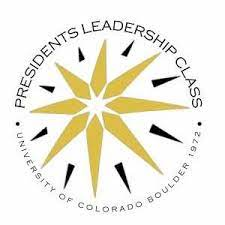 PRESIDENTS LEADERSHIP CLASS
• UNIVERSITY OF COLORADO BOULDER 1972 •